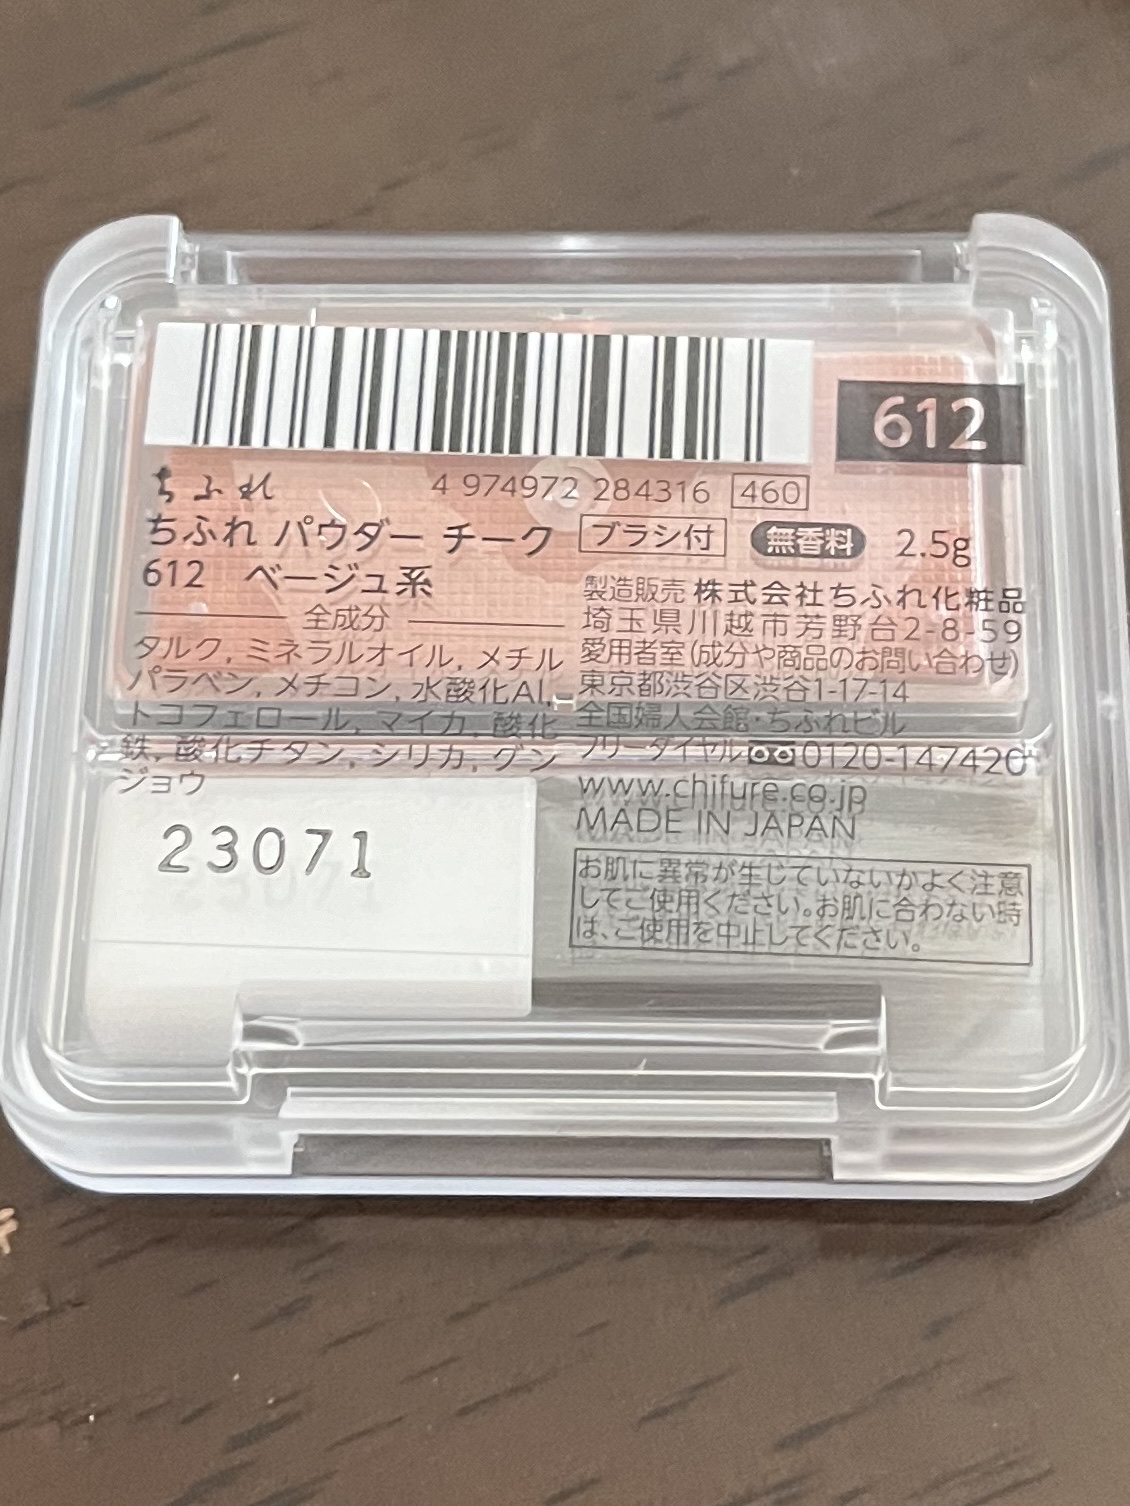 612
ちふれ 4 974972 284316 460
ちふれ パウダー チーク ブラシ付 無香料 2.5g
612 ベージュ系
全成分
タルク, ミネラルオイル, メチル
パラベン, メチコン, 水酸化Al,
トコフェロール, マイカ, 酸化
鉄, 酸化チタン, シリカ, グン
ジョウ
23071
製造販売 株式会社ちふれ化粧品
埼玉県川越市芳野台2-8-59
愛用者室(成分や商品のお問い合わせ)
東京都渋谷区渋谷1-17-14
全国婦人会館・ちふれビル
フリーダイヤル 0120-147420
www.chifure.co.jp
MADE IN JAPAN
お肌に異常が生じていないかよく注意
してご使用ください。お肌に合わない時
は、ご使用を中止してください。